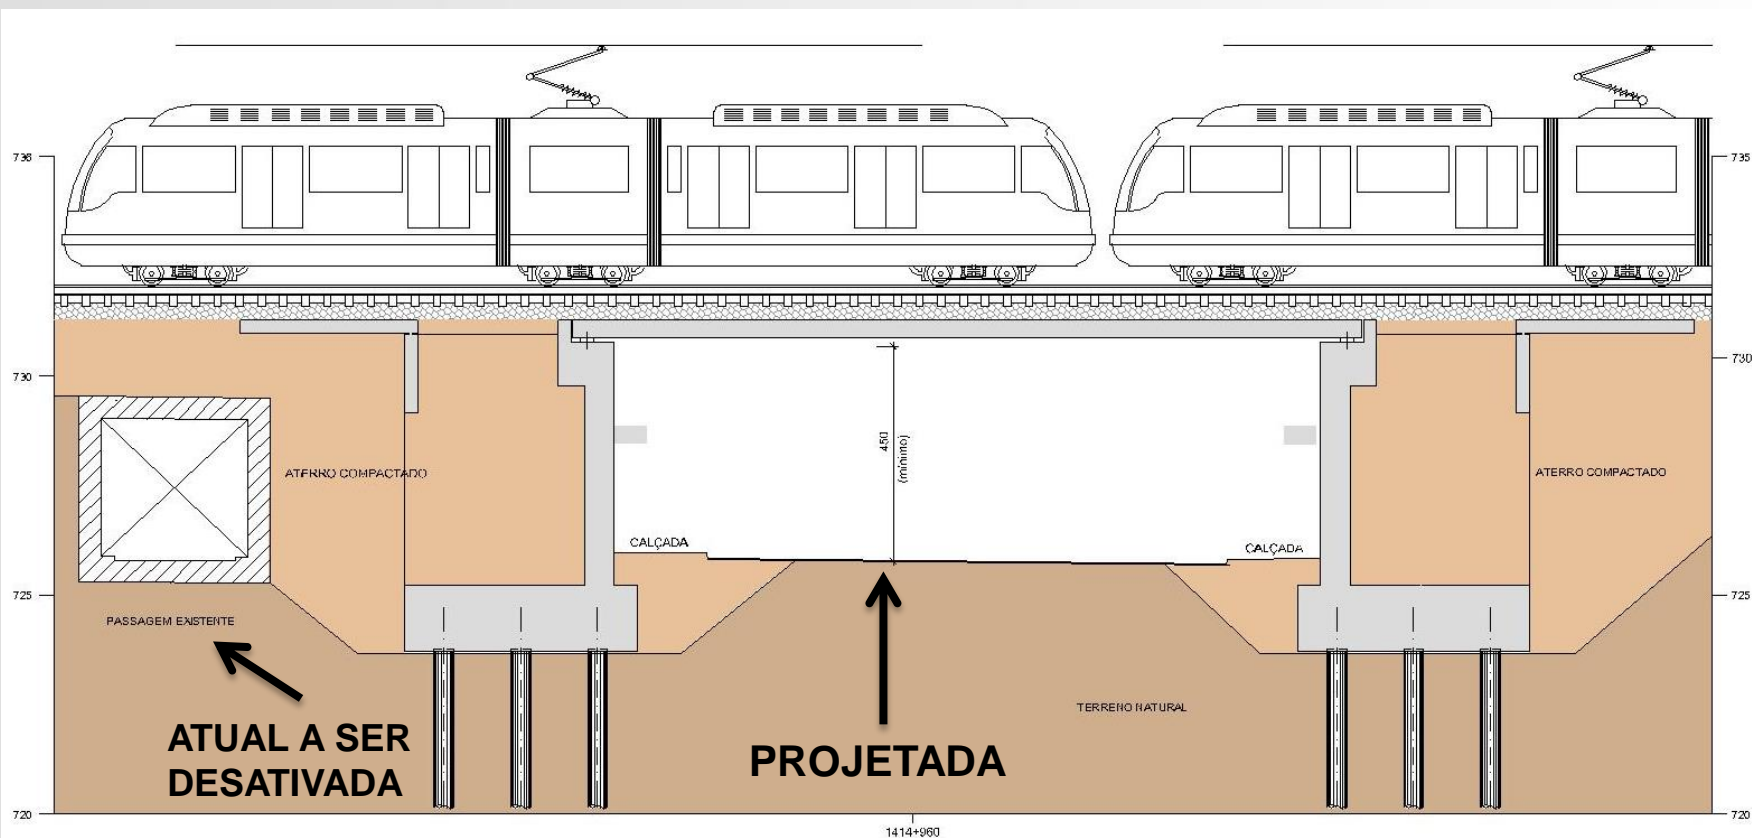 736
735
730
730
450
(mínimo)
ATERRO COMPACTADO
ATERRO COMPACTADO
CALÇADA
CALÇADA
725
725
PASSAGEM EXISTENTE
TERRENO NATURAL
ATUAL A SER
DESATIVADA
PROJETADA
720
720
1414+960